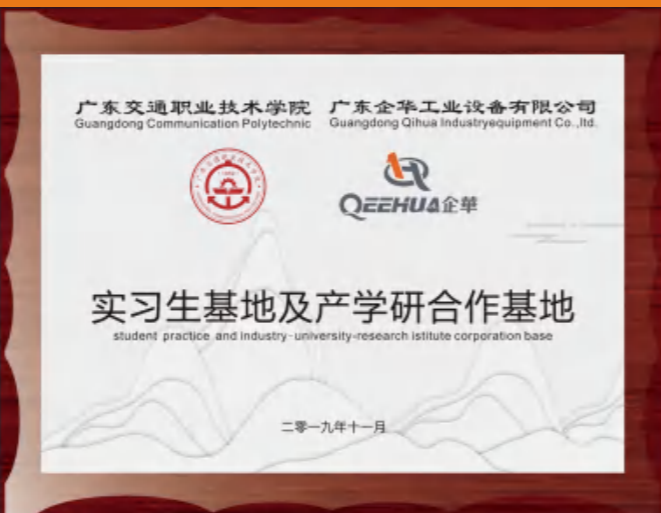 广东交通职业技术学院 广东企华工业设备有限公司
Guangdong Communication Polytechnic Guangdong Qihua Industryequipment Co.,ltd.
QEEHUA企華
实习生基地及产学研合作基地
student practice and industry-university-research istitute corporation base
二零一九年十一月